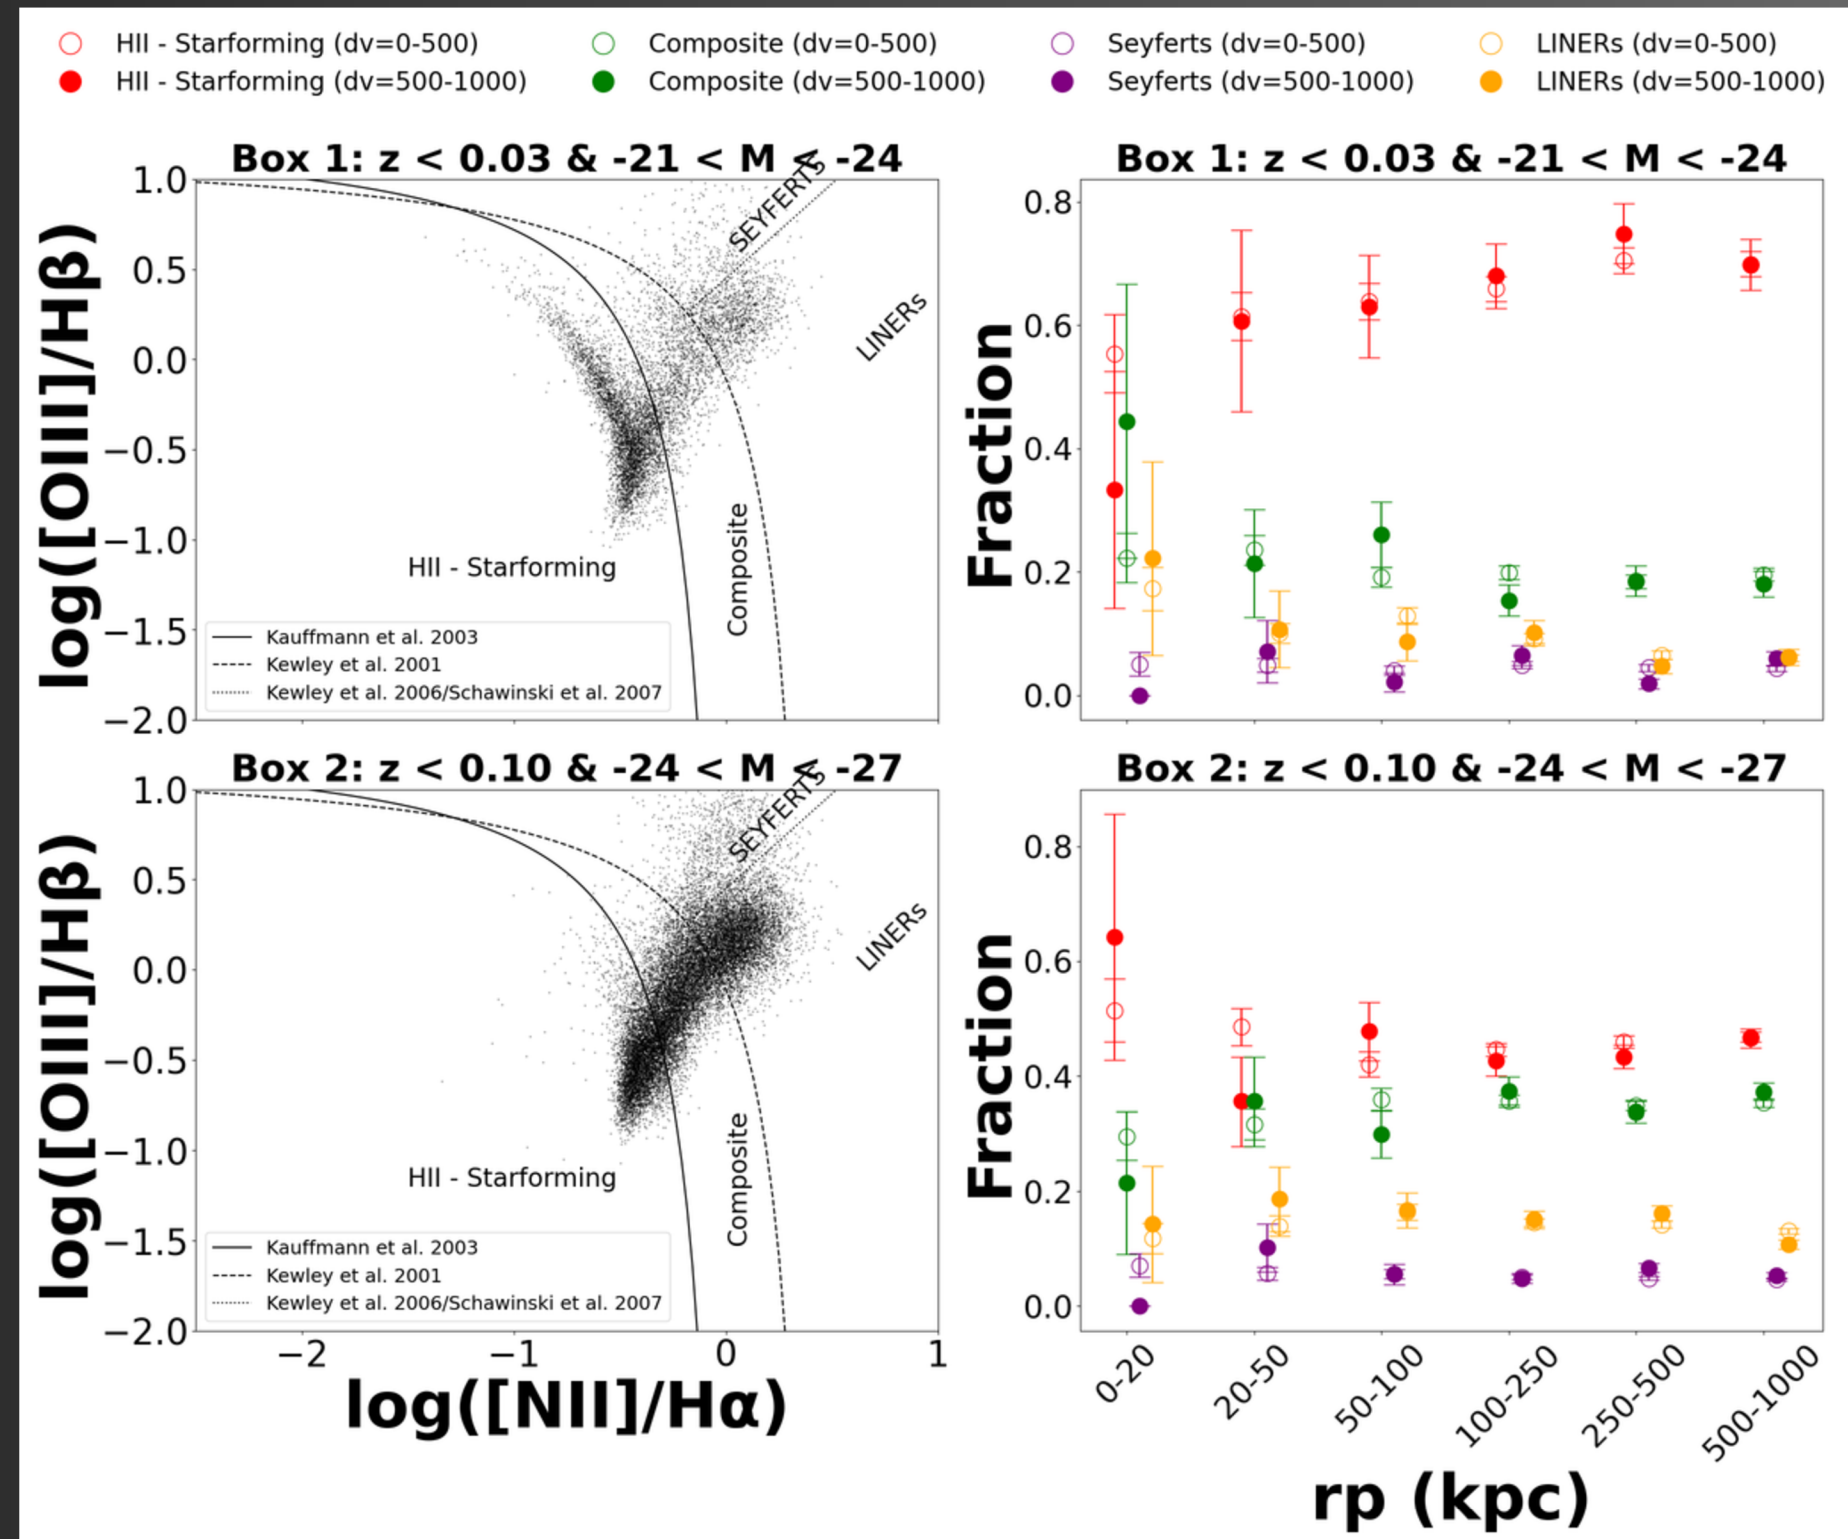 HII - Starforming (dv=0-500) Composite (dv=0-500) Seyferts (dv=0-500) LINERs (dv=0-500)
HII - Starforming (dv=500-1000) Composite (dv=500-1000) Seyferts (dv=500-1000) LINERs (dv=500-1000)
Box 1: z < 0.03 & -21 < M < -24
log([OIII]/Hβ)
1.0
0.5
0.0
−0.5
−1.0
−1.5
−2.0
SEYFERTS
LINERs
HII - Starforming
Composite
Kauffmann et al. 2003
Kewley et al. 2001
Kewley et al. 2006/Schawinski et al. 2007
Box 1: z < 0.03 & -21 < M < -24
Fraction
0.8
0.6
0.4
0.2
0.0
Box 2: z < 0.10 & -24 < M < -27
log([OIII]/Hβ)
1.0
0.5
0.0
−0.5
−1.0
−1.5
−2.0
SEYFERTS
LINERs
HII - Starforming
Composite
Kauffmann et al. 2003
Kewley et al. 2001
Kewley et al. 2006/Schawinski et al. 2007
−2 −1 0 1
log([NII]/Hα)
Box 2: z < 0.10 & -24 < M < -27
Fraction
0.8
0.6
0.4
0.2
0.0
0-20 20-50 50-100 100-250 250-500 500-1000
rp (kpc)